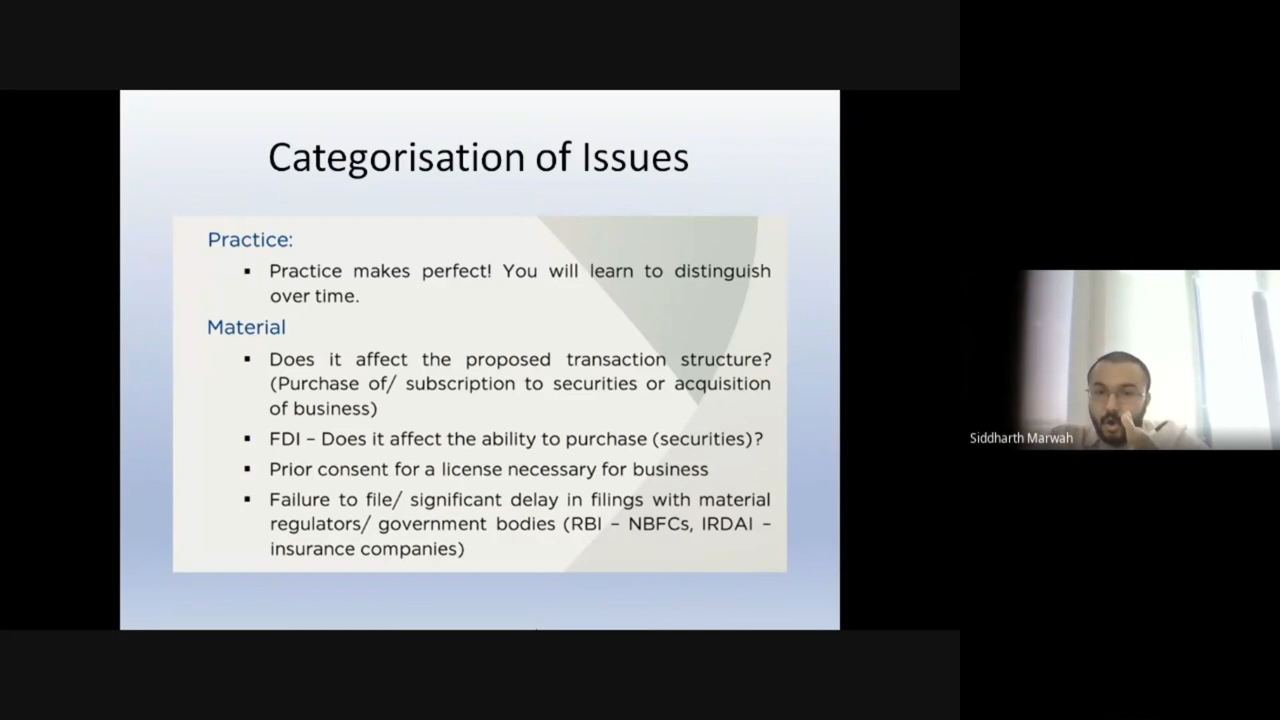 Categorisation of Issues
Practice:
▪ Practice makes perfect! You will learn to distinguish
over time.
Material
▪ Does it affect the proposed transaction structure?
(Purchase of/ subscription to securities or acquisition
of business)
▪ FDI – Does it affect the ability to purchase (securities)?
▪ Prior consent for a license necessary for business
▪ Failure to file/ significant delay in filings with material
regulators/ government bodies (RBI – NBFCs, IRDAI –
insurance companies)
Siddharth Marwah